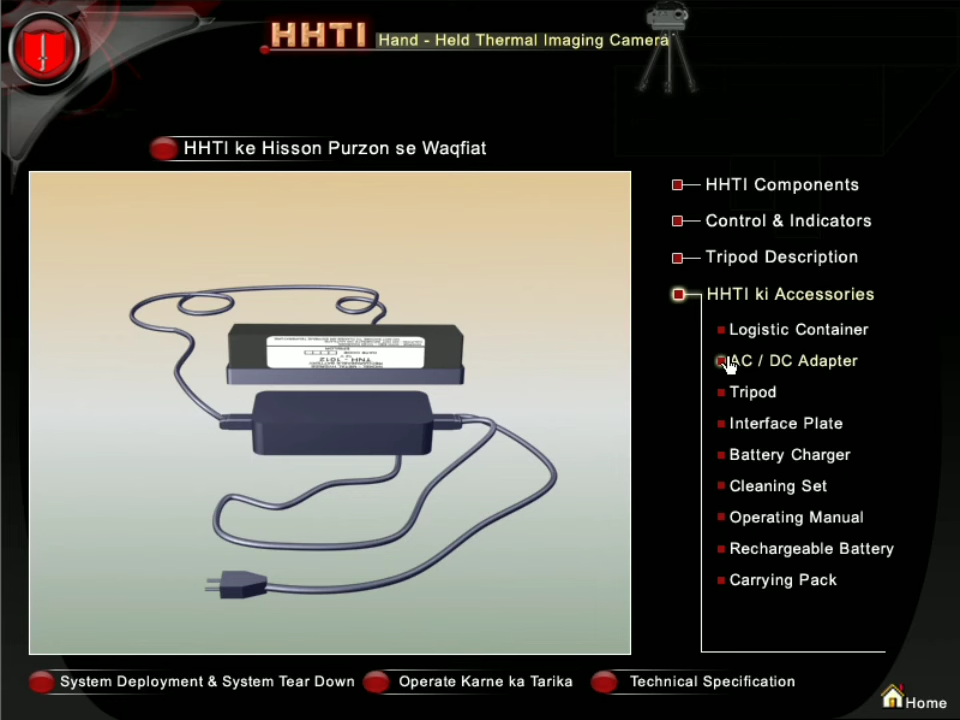 HHTI Hand - Held Thermal Imaging Camera
HHTI ke Hisson Purzon se Waqfiat
HHTI Components
Control & Indicators
Tripod Description
HHTI ki Accessories
Logistic Container
AC / DC Adapter
Tripod
Interface Plate
Battery Charger
Cleaning Set
Operating Manual
Rechargeable Battery
Carrying Pack
TNH - 1012
System Deployment & System Tear Down
Operate Karne ka Tarika
Technical Specification
Home